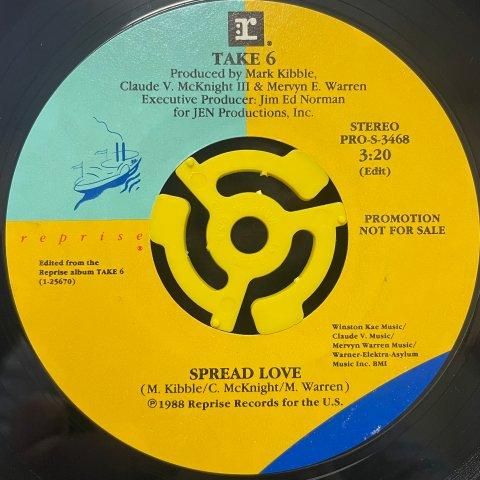 r
®
TAKE 6
Produced by Mark Kibble,
Claude V. McKnight III & Mervyn E. Warren
Executive Producer: Jim Ed Norman
for JEN Productions, Inc.
STEREO
PRO-S-3468
3:20
(Edit)
PROMOTION
NOT FOR SALE
reprise
®
Edited from the
Reprise album TAKE 6
(1-25670)
Winston Kae Music/
Claude V. Music/
Mervyn Warren Music/
Warner-Elektra-Asylum
Music Inc. BMI
SPREAD LOVE
(M. Kibble/C. McKnight/M. Warren)
℗1988 Reprise Records for the U.S.